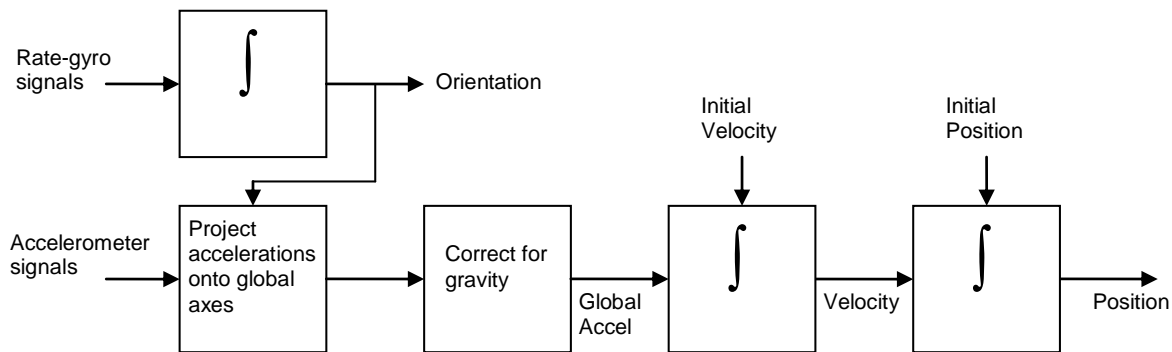 Rate-gyro
signals
∫
Orientation
Initial
Velocity
Initial
Position
Accelerometer
signals
Project
accelerations
onto global
axes
Correct for
gravity
Global
Accel
∫
Velocity
∫
Position